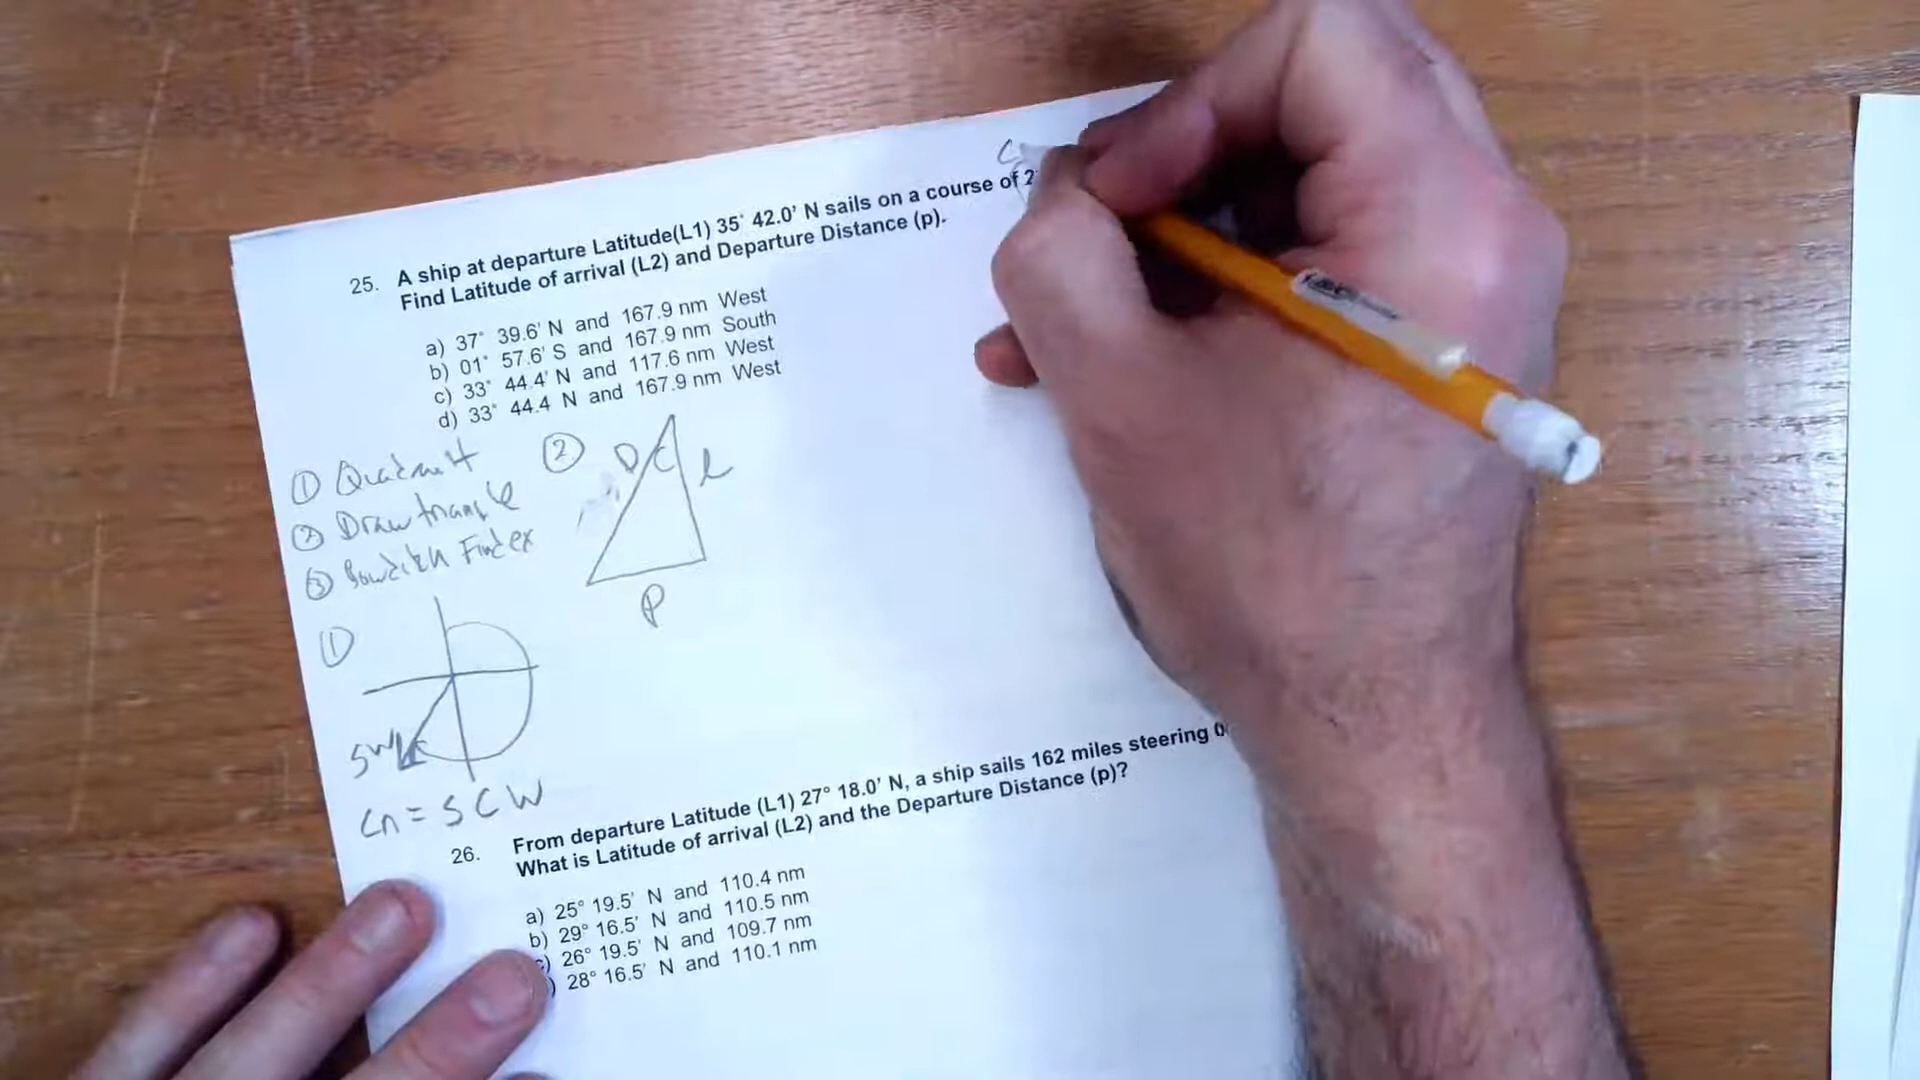 25. A ship at departure Latitude(L1) 35° 42.0' N sails on a course of 2
Find Latitude of arrival (L2) and Departure Distance (p).
a) 37° 39.6' N and 167.9 nm West
b) 01° 57.6' S and 167.9 nm South
c) 33° 44.4' N and 117.6 nm West
d) 33° 44.4 N and 167.9 nm West
① Quadrant
② Draw triangle
③
② D C l
P
①
SW
Cn = S C W
C
26. From departure Latitude (L1) 27° 18.0' N, a ship sails 162 miles steering 0
What is Latitude of arrival (L2) and the Departure Distance (p)?
a) 25° 19.5' N and 110.4 nm
b) 29° 16.5' N and 110.5 nm
) 26° 19.5' N and 109.7 nm
) 28° 16.5' N and 110.1 nm